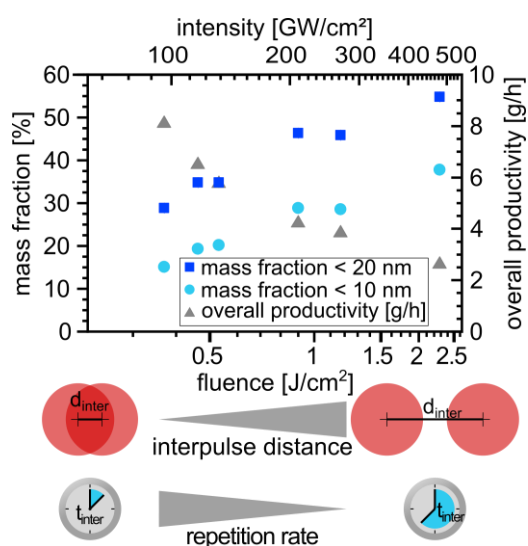 intensity [GW/cm²]
100 200 300 400 500
60 10
50 8
40
30 6
20 4
10 2
0 0
mass fraction [%]
overall productivity [g/h]
mass fraction < 20 nm
mass fraction < 10 nm
overall productivity [g/h]
0.5 1 1.5 2 2.5
fluence [J/cm²]
d_inter
d_inter
interpulse distance
t_inter
t_inter
repetition rate